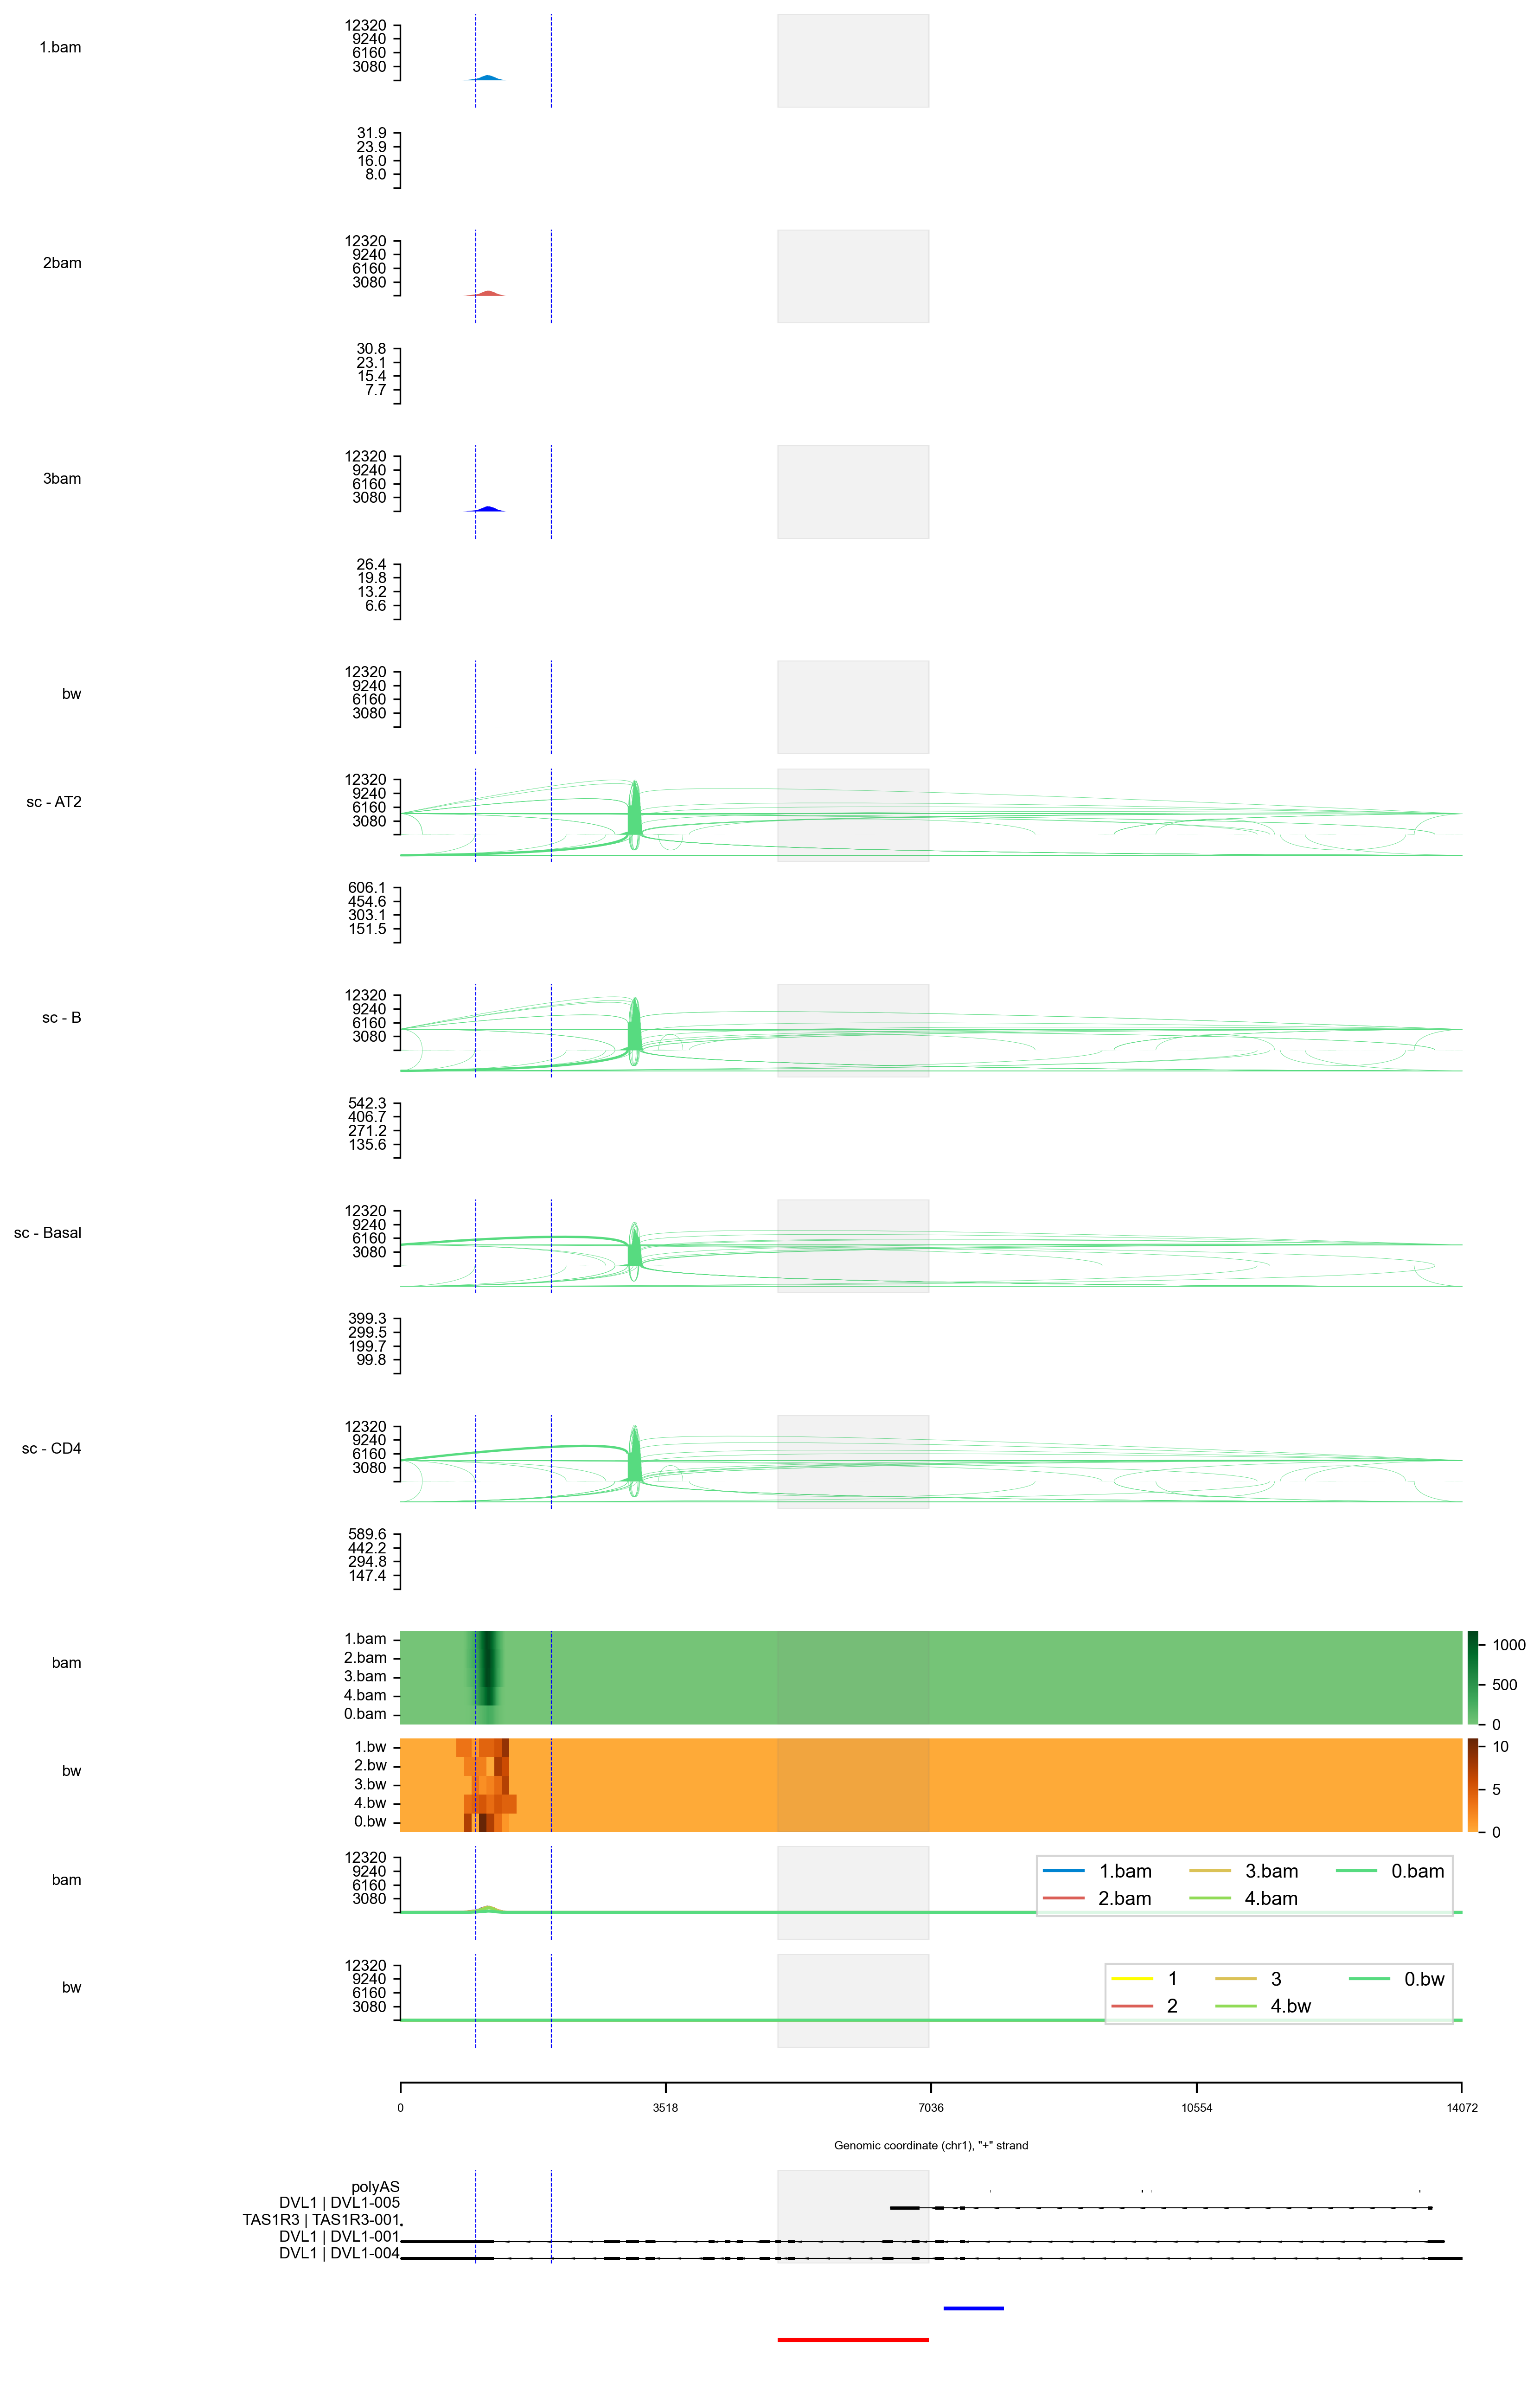 12320
9240
1.bam
6160
3080
31.9
23.9
16.0
8.0
12320
9240
2bam
6160
3080
30.8
23.1
15.4
7.7
12320
9240
3bam
6160
3080
26.4
19.8
13.2
6.6
12320
9240
bw
6160
3080
12320
9240
sc - AT2
6160
3080
606.1
454.6
303.1
151.5
12320
9240
sc - B
6160
3080
542.3
406.7
271.2
135.6
12320
9240
sc - Basal
6160
3080
399.3
299.5
199.7
99.8
12320
9240
sc - CD4
6160
3080
589.6
442.2
294.8
147.4
bam
1.bam
2.bam
3.bam
4.bam
0.bam
1000
500
0
bw
1.bw
2.bw
3.bw
4.bw
0.bw
10
5
0
bam
12320
9240
6160
3080
1.bam 3.bam 0.bam
2.bam 4.bam
bw
12320
9240
6160
3080
1 3 0.bw
2 4.bw
0 3518 7036 10554 14072
Genomic coordinate (chr1), "+" strand
polyAS
DVL1 | DVL1-005
TAS1R3 | TAS1R3-001
DVL1 | DVL1-001
DVL1 | DVL1-004